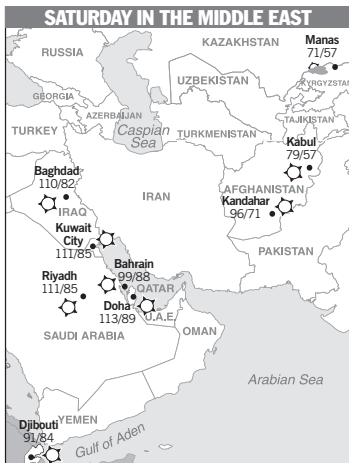 SATURDAY IN THE MIDDLE EAST
KAZAKHSTAN
Manas
71/57
RUSSIA
UZBEKISTAN
KYRGYZSTAN
GEORGIA
AZERBAIJAN
TAJIKISTAN
TURKEY
Caspian
Sea
TURKMENISTAN
Kabul
79/57
Baghdad
110/82
IRAN
AFGHANISTAN
Kandahar
96/71
IRAQ
Kuwait
City
111/85
PAKISTAN
Bahrain
99/88
Riyadh
111/85
QATAR
Doha
113/89
U.A.E.
OMAN
SAUDI ARABIA
Arabian Sea
YEMEN
Djibouti
91/84
Gulf of Aden